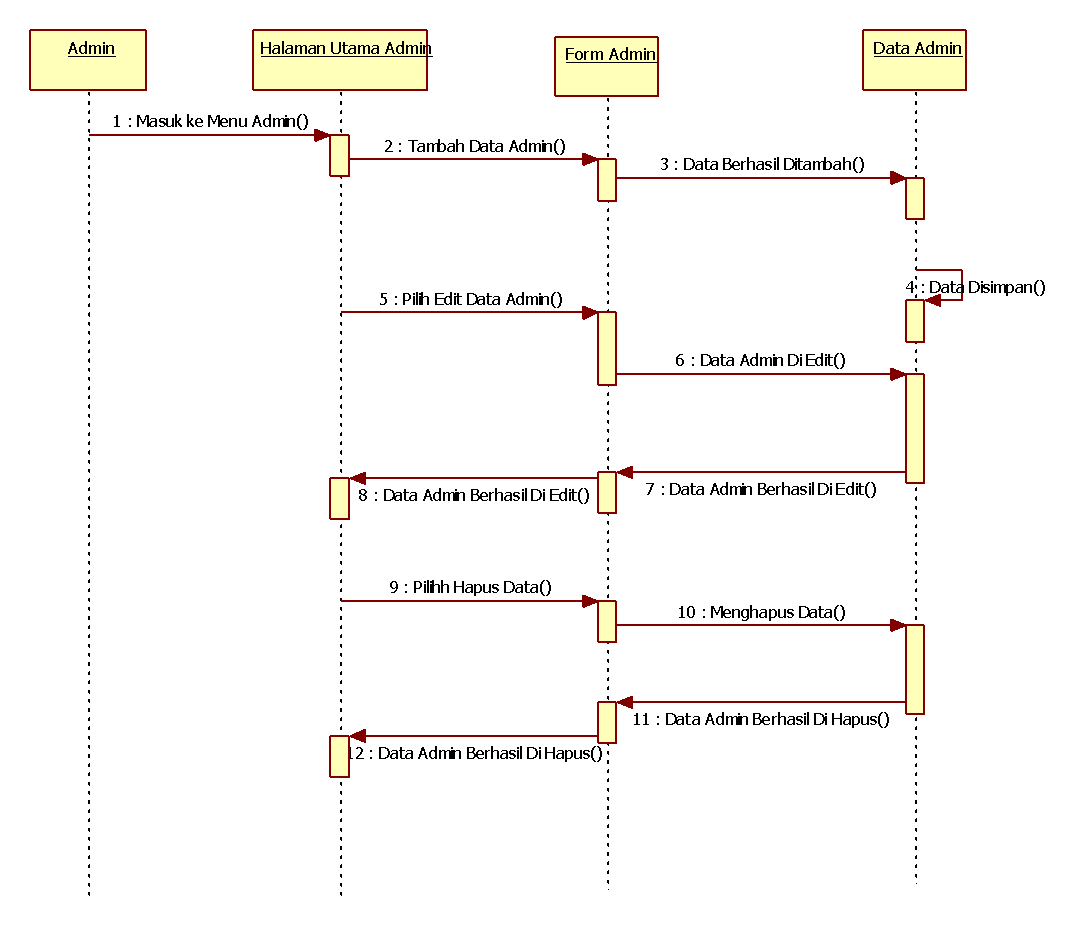 Admin
Halaman Utama Admin
Form Admin
Data Admin
1 : Masuk ke Menu Admin()
2 : Tambah Data Admin()
3 : Data Berhasil Ditambah()
4 : Data Disimpan()
5 : Pilih Edit Data Admin()
6 : Data Admin Di Edit()
7 : Data Admin Berhasil Di Edit()
8 : Data Admin Berhasil Di Edit()
9 : Pilihh Hapus Data()
10 : Menghapus Data()
11 : Data Admin Berhasil Di Hapus()
12 : Data Admin Berhasil Di Hapus()